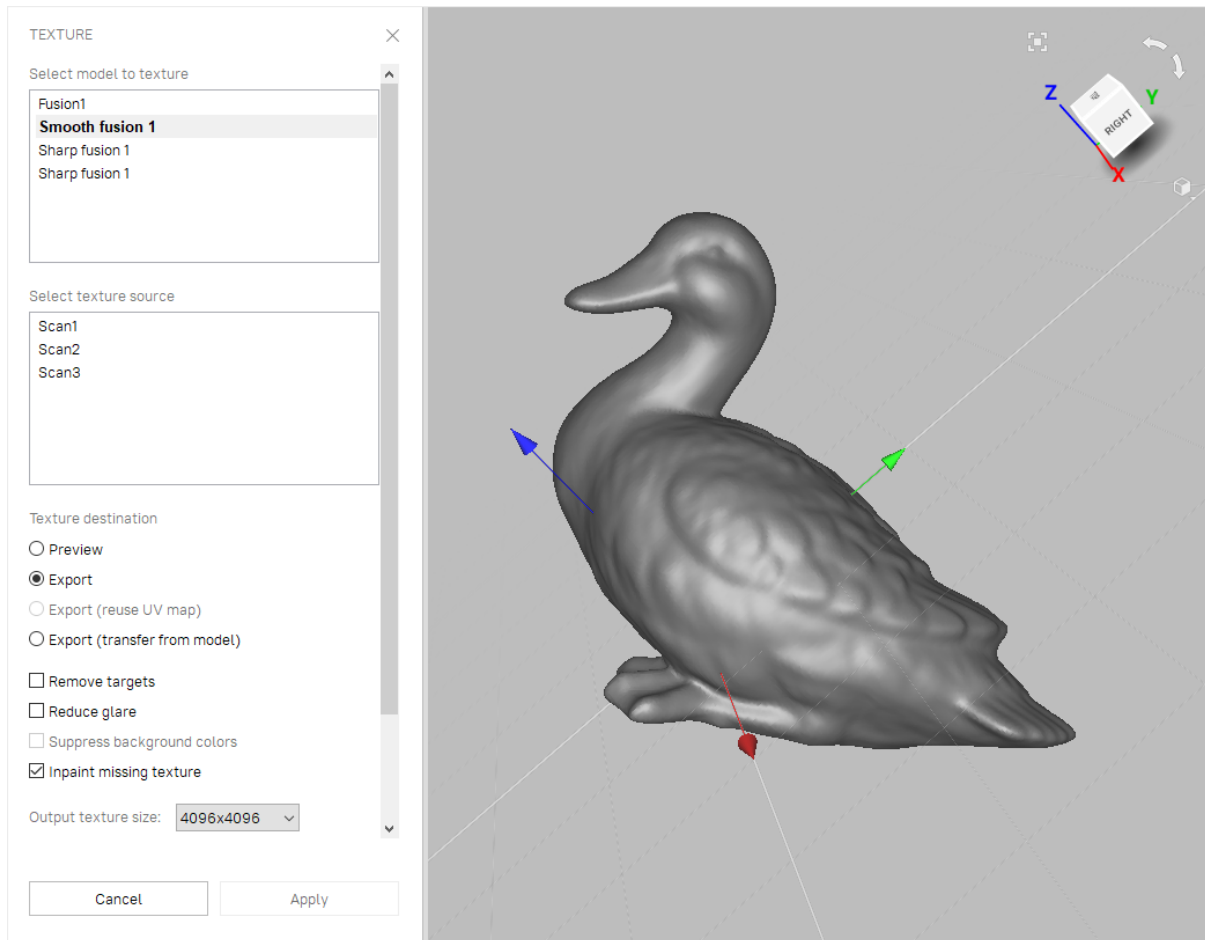 TEXTURE
Select model to texture
Fusion1
Smooth fusion 1
Sharp fusion 1
Sharp fusion 1
Select texture source
Scan1
Scan2
Scan3
Texture destination
Preview
Export
Export (reuse UV map)
Export (transfer from model)
Remove targets
Reduce glare
Suppress background colors
Inpaint missing texture
Output texture size: 4096x4096
Cancel Apply
Z
Y
RIGHT
X